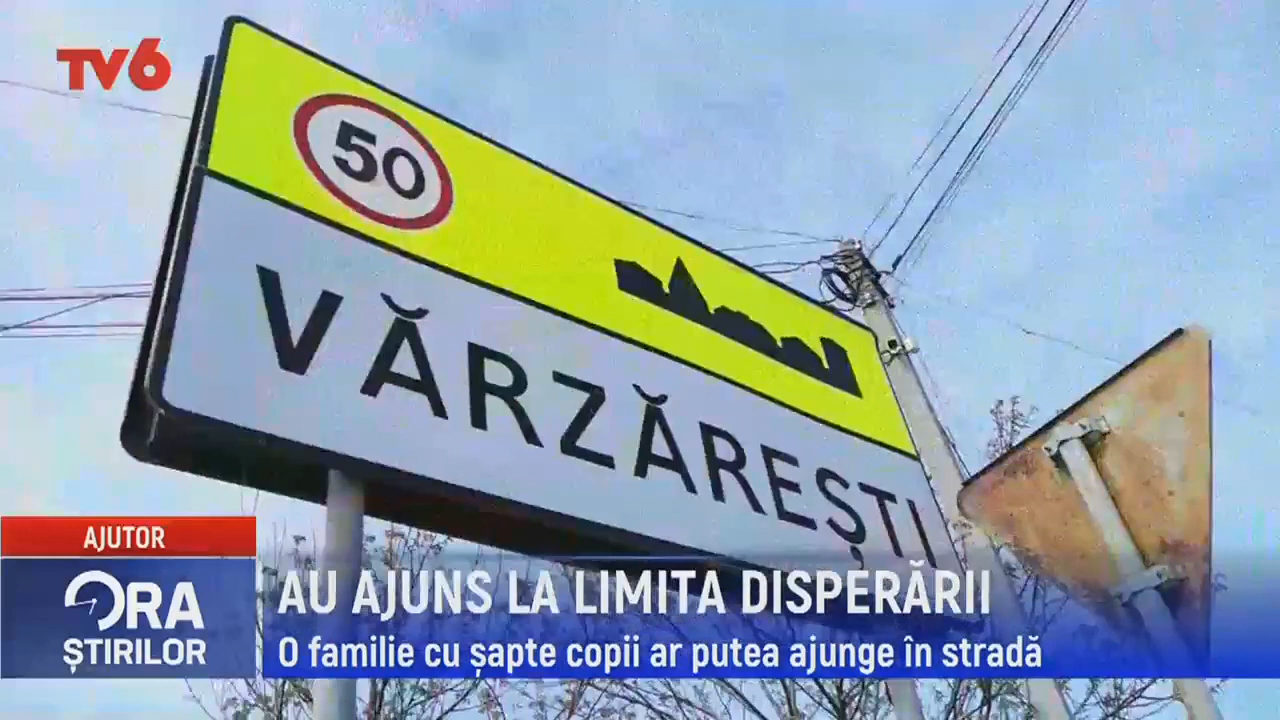 TV6
50
VĂRZĂREȘTI
AJUTOR
ORA
ȘTIRILOR
AU AJUNS LA LIMITA DISPERĂRII
O familie cu șapte copii ar putea ajunge în stradă